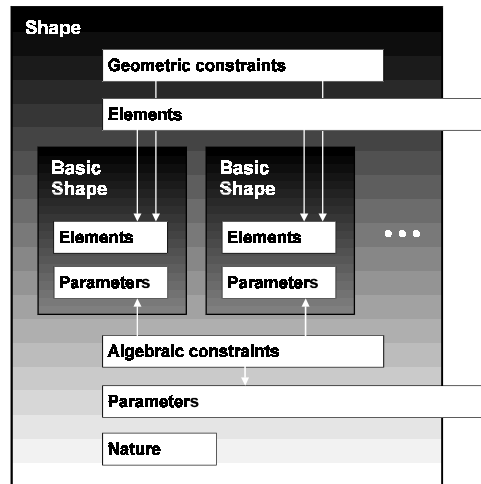 Shape
Geometric constraints
Elements
Basic
Shape
Basic
Shape
Elements
Elements
Parameters
Parameters
Algebraic constraints
Parameters
Nature